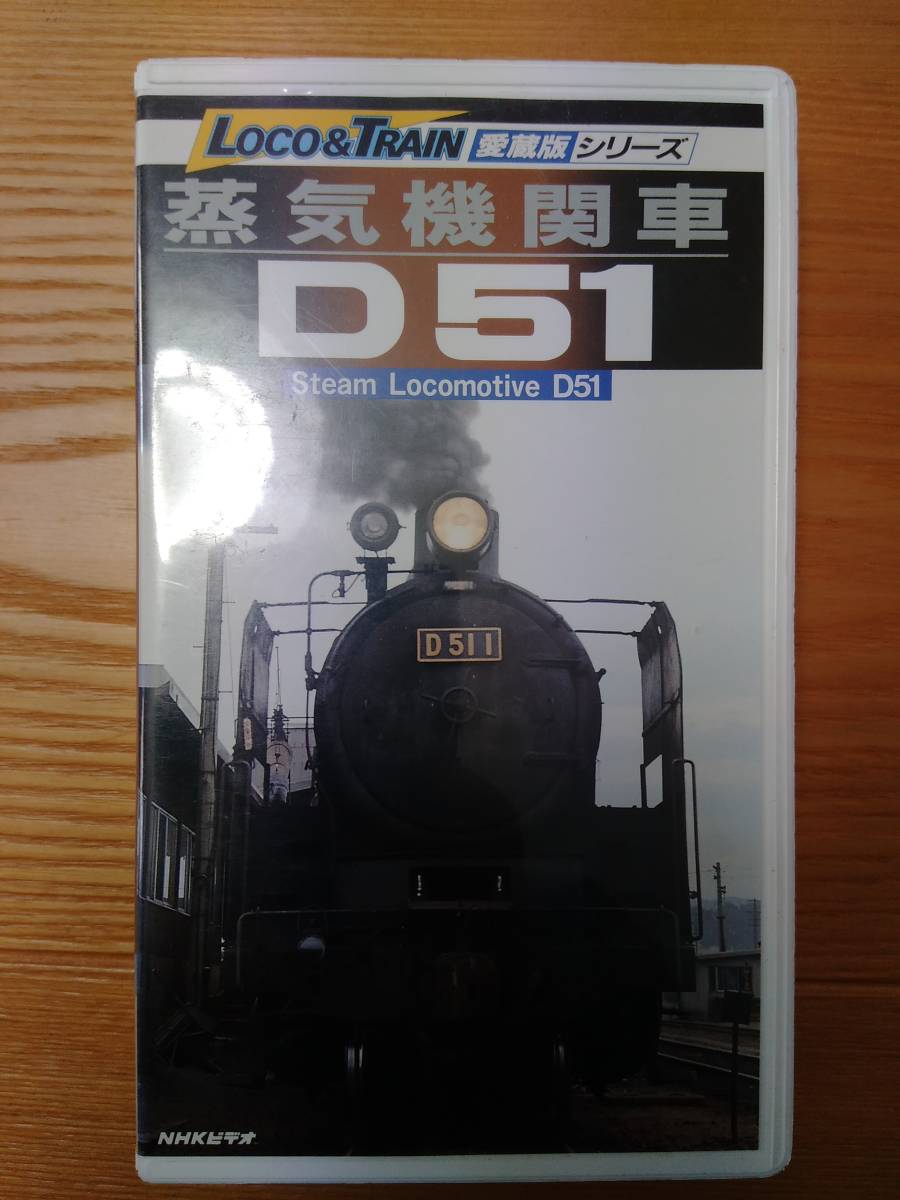 LOCO&TRAIN 愛蔵版シリーズ
蒸気機関車
D51
Steam Locomotive D51
D51 1
NHKビデオ